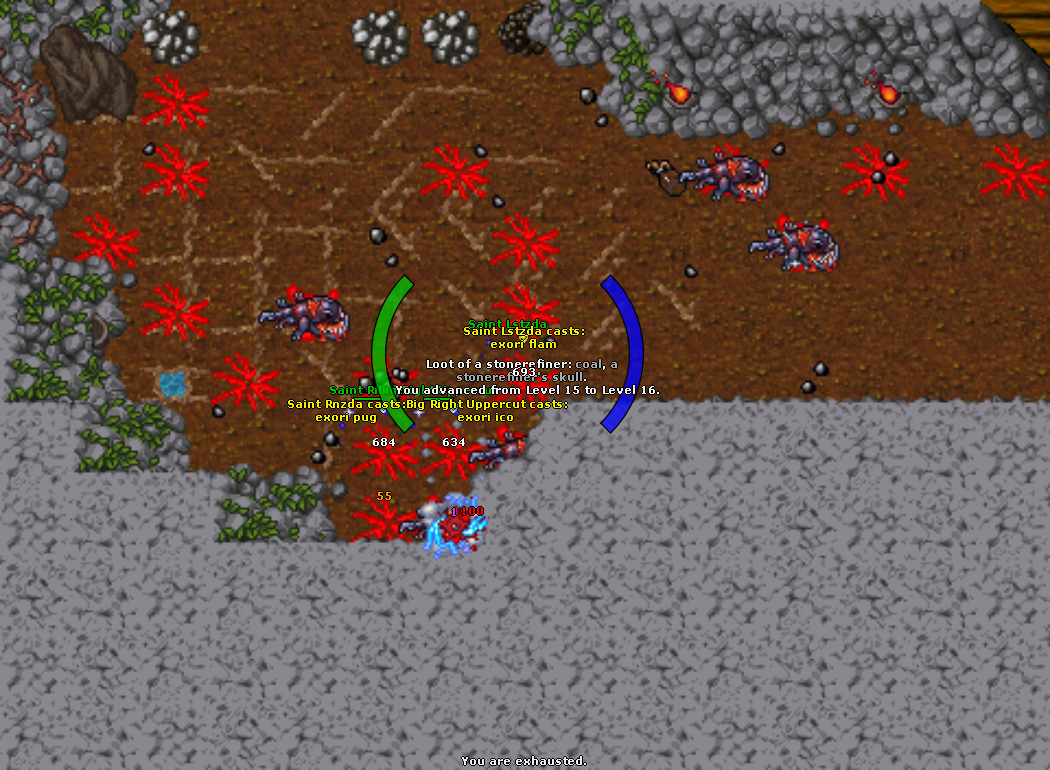 Saint Lstzda
Saint Lstzda casts:
exori flam
Loot of a stonerefiner: coal, a
stonerefiner's skull.
693
You advanced from Level 15 to Level 16.
Saint Rnzda casts:
exori pug
Big Right Uppercut casts:
exori ico
684
634
55
100
You are exhausted.